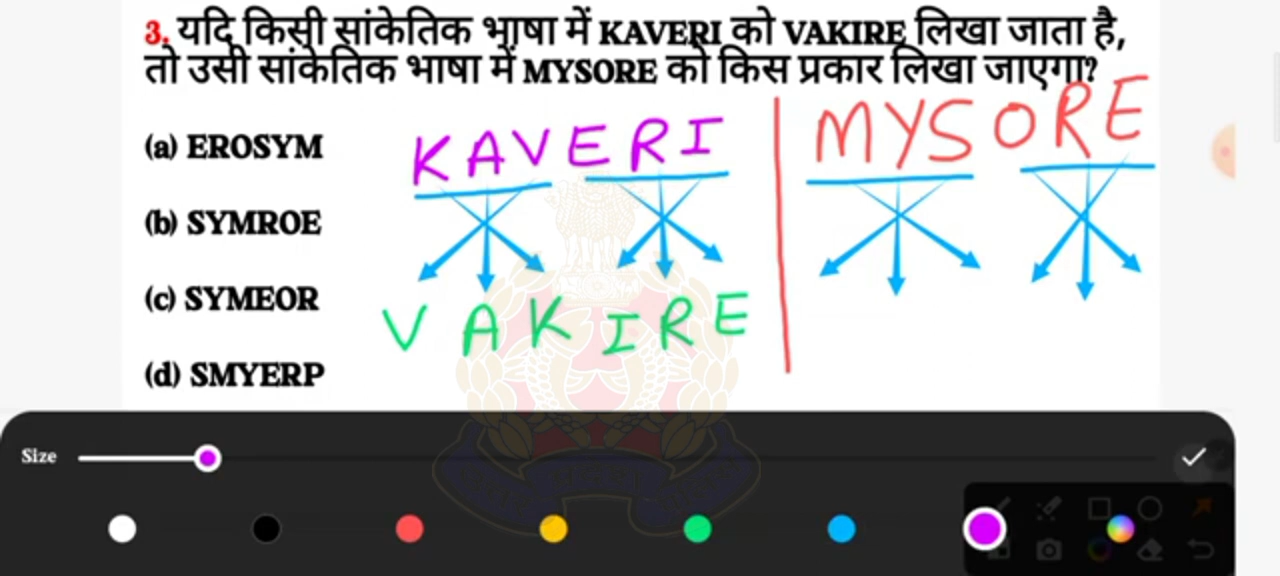 3. यदि किसी सांकेतिक भाषा में KAVERI को VAKIRE लिखा जाता है,
तो उसी सांकेतिक भाषा में MYSORE को किस प्रकार लिखा जाएगा?
(a) EROSYM
(b) SYMROE
(c) SYMEOR
(d) SMYERP
KAVERI
VAKIRE
MYSORE
Size